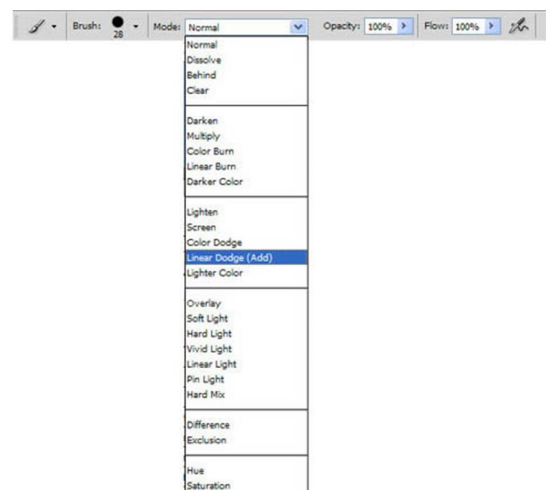 Brush: 28 Mode: Normal Opacity: 100% Flow: 100%
Normal
Dissolve
Behind
Clear
Darken
Multiply
Color Burn
Linear Burn
Darker Color
Lighten
Screen
Color Dodge
Linear Dodge (Add)
Lighter Color
Overlay
Soft Light
Hard Light
Vivid Light
Linear Light
Pin Light
Hard Mix
Difference
Exclusion
Hue
Saturation